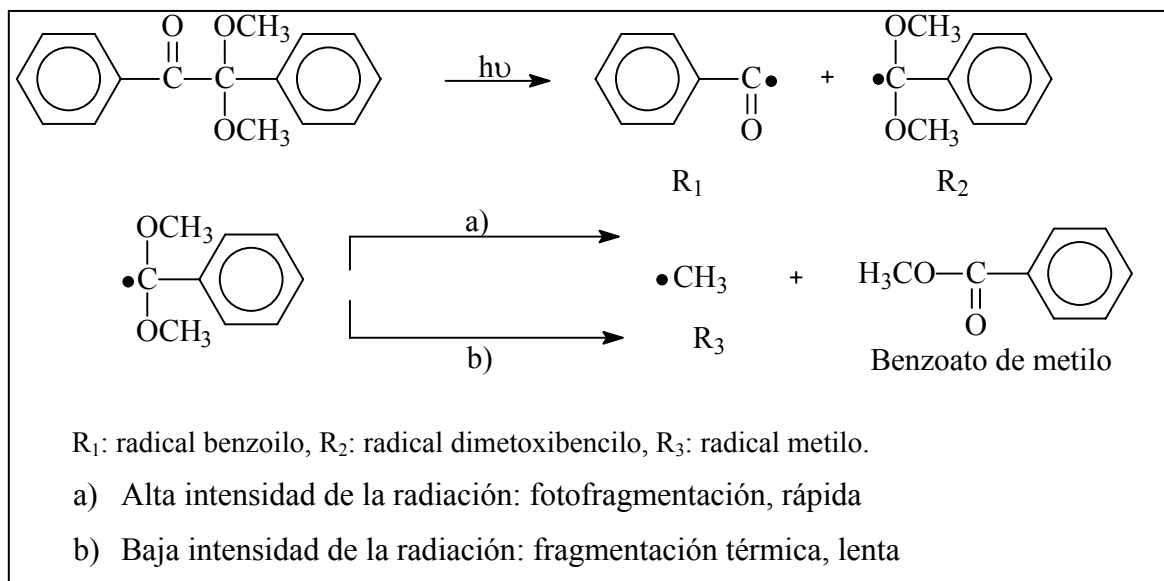 O OCH3
C C
OCH3
hυ
C•
O
+
OCH3
•C
OCH3
R1 R2
OCH3
•C
OCH3
a)
b)
•CH3
R3
+
H3CO C
O
Benzoato de metilo
R1: radical benzoilo, R2: radical dimetoxibencilo, R3: radical metilo.
a) Alta intensidad de la radiación: fotofragmentación, rápida
b) Baja intensidad de la radiación: fragmentación térmica, lenta